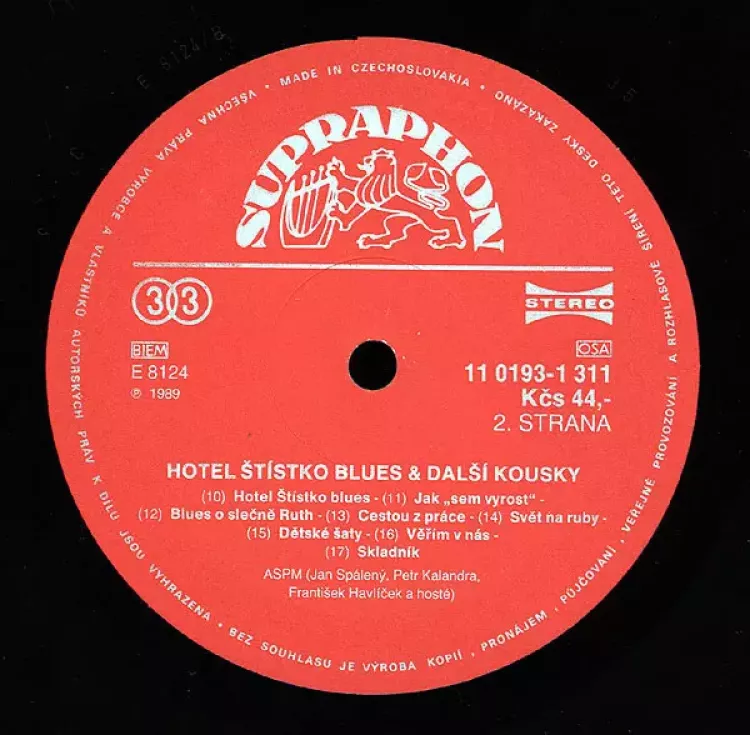 • MADE IN CZECHOSLOVAKIA •
VŠECHNA PRÁVA VÝROBCE A VLASTNÍKŮ AUTORSKÝCH PRÁV K DÍLU JSOU VYHRAZENA • BEZ SOUHLASU JE VÝROBA KOPIÍ, PRONÁJEM, PŮJČOVÁNÍ, VEŘEJNÉ PROVOZOVÁNÍ A ROZHLASOVÉ ŠÍŘENÍ TÉTO DESKY ZAKÁZÁNO
SUPRAPHON
33
STEREO
BIEM
OSA
E 8124
11 0193-1 311
℗ 1989
Kčs 44,-
2. STRANA
HOTEL ŠTÍSTKO BLUES & DALŠÍ KOUSKY
(10) Hotel Štístko blues - (11) Jak „sem vyrost“ -
(12) Blues o slečně Ruth - (13) Cestou z práce - (14) Svět na ruby -
(15) Dětské šaty - (16) Věřím v nás -
(17) Skladník
ASPM (Jan Spálený, Petr Kalandra,
František Havlíček a hosté)